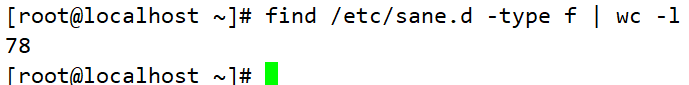 [root@localhost ~]# find /etc/sane.d -type f | wc -l
78
[root@localhost ~]#